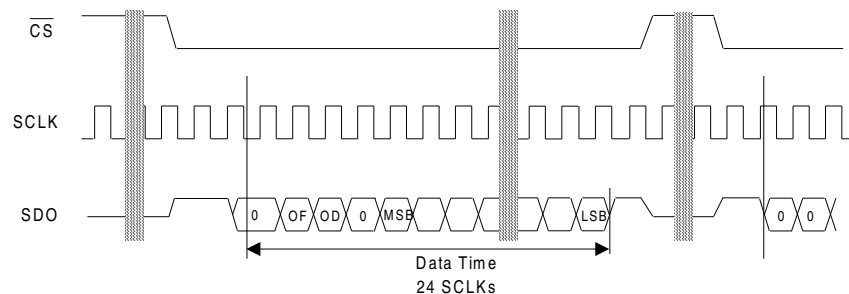 CS
SCLK
SDO
0 OF OD 0 MSB LSB 0 0
Data Time
24 SCLKs